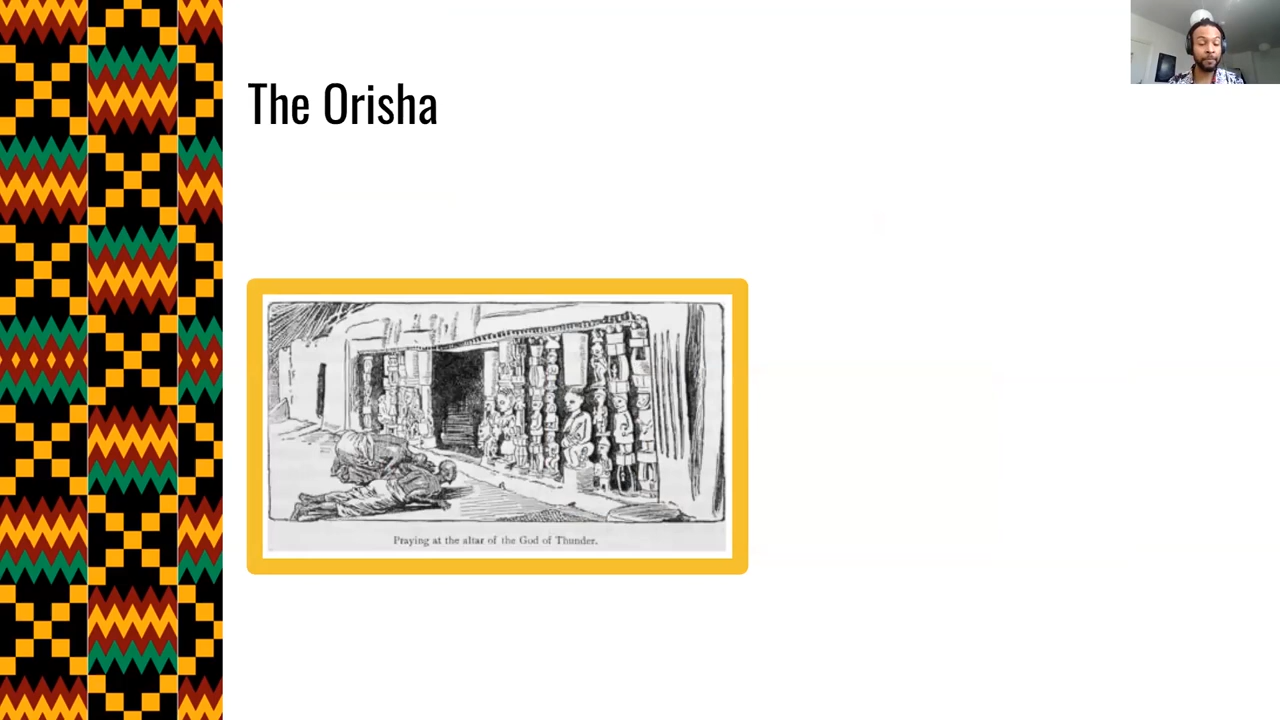 The Orisha
Praying at the altar of the God of Thunder.